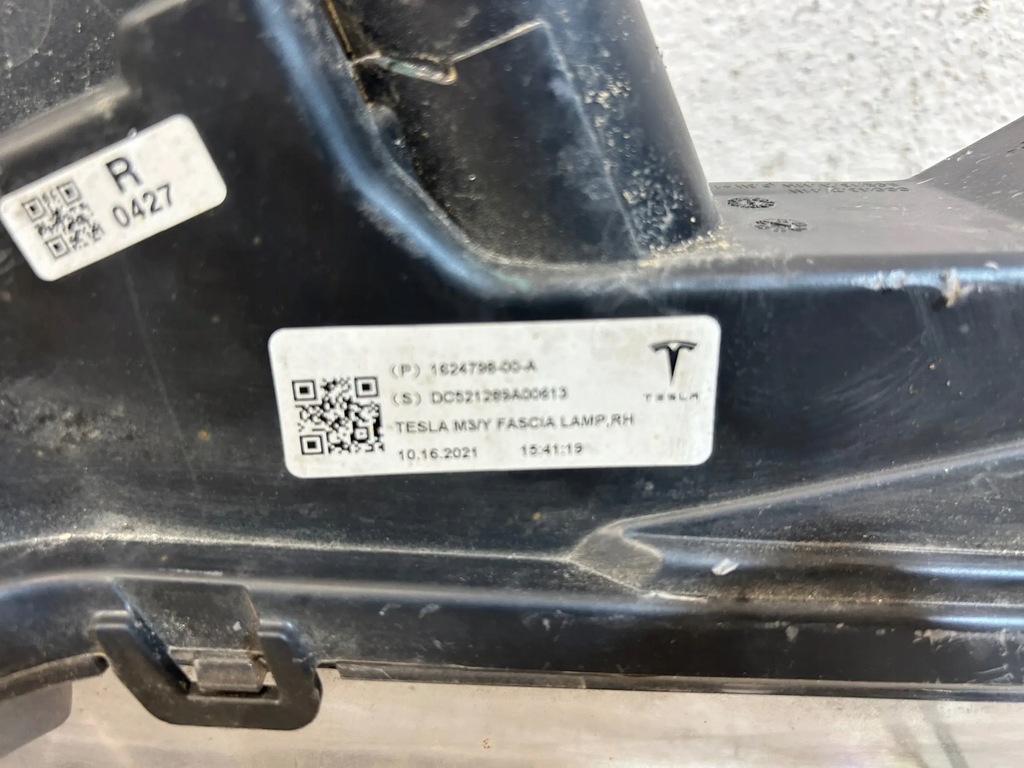 R
0427
(P) 1624798-00-A
(S) DC521289A00613
TESLA M3/Y FASCIA LAMP,RH
10.16.2021 15:41:19
TESLA